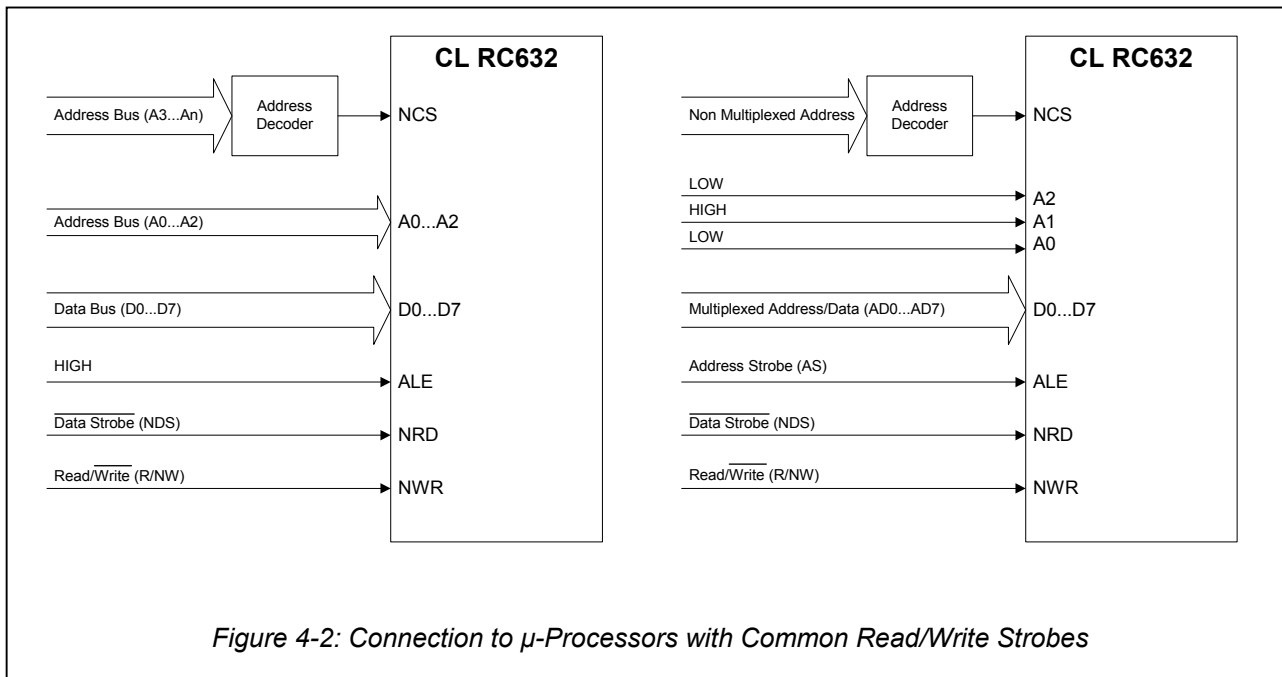 CL RC632
Address Bus (A3...An)
Address
Decoder
NCS
Address Bus (A0...A2)
A0...A2
Data Bus (D0...D7)
D0...D7
HIGH
ALE
Data Strobe (NDS)
NRD
Read/Write (R/NW)
NWR
CL RC632
Non Multiplexed Address
Address
Decoder
NCS
LOW
A2
HIGH
A1
LOW
A0
Multiplexed Address/Data (AD0...AD7)
D0...D7
Address Strobe (AS)
ALE
Data Strobe (NDS)
NRD
Read/Write (R/NW)
NWR
Figure 4-2: Connection to µ-Processors with Common Read/Write Strobes